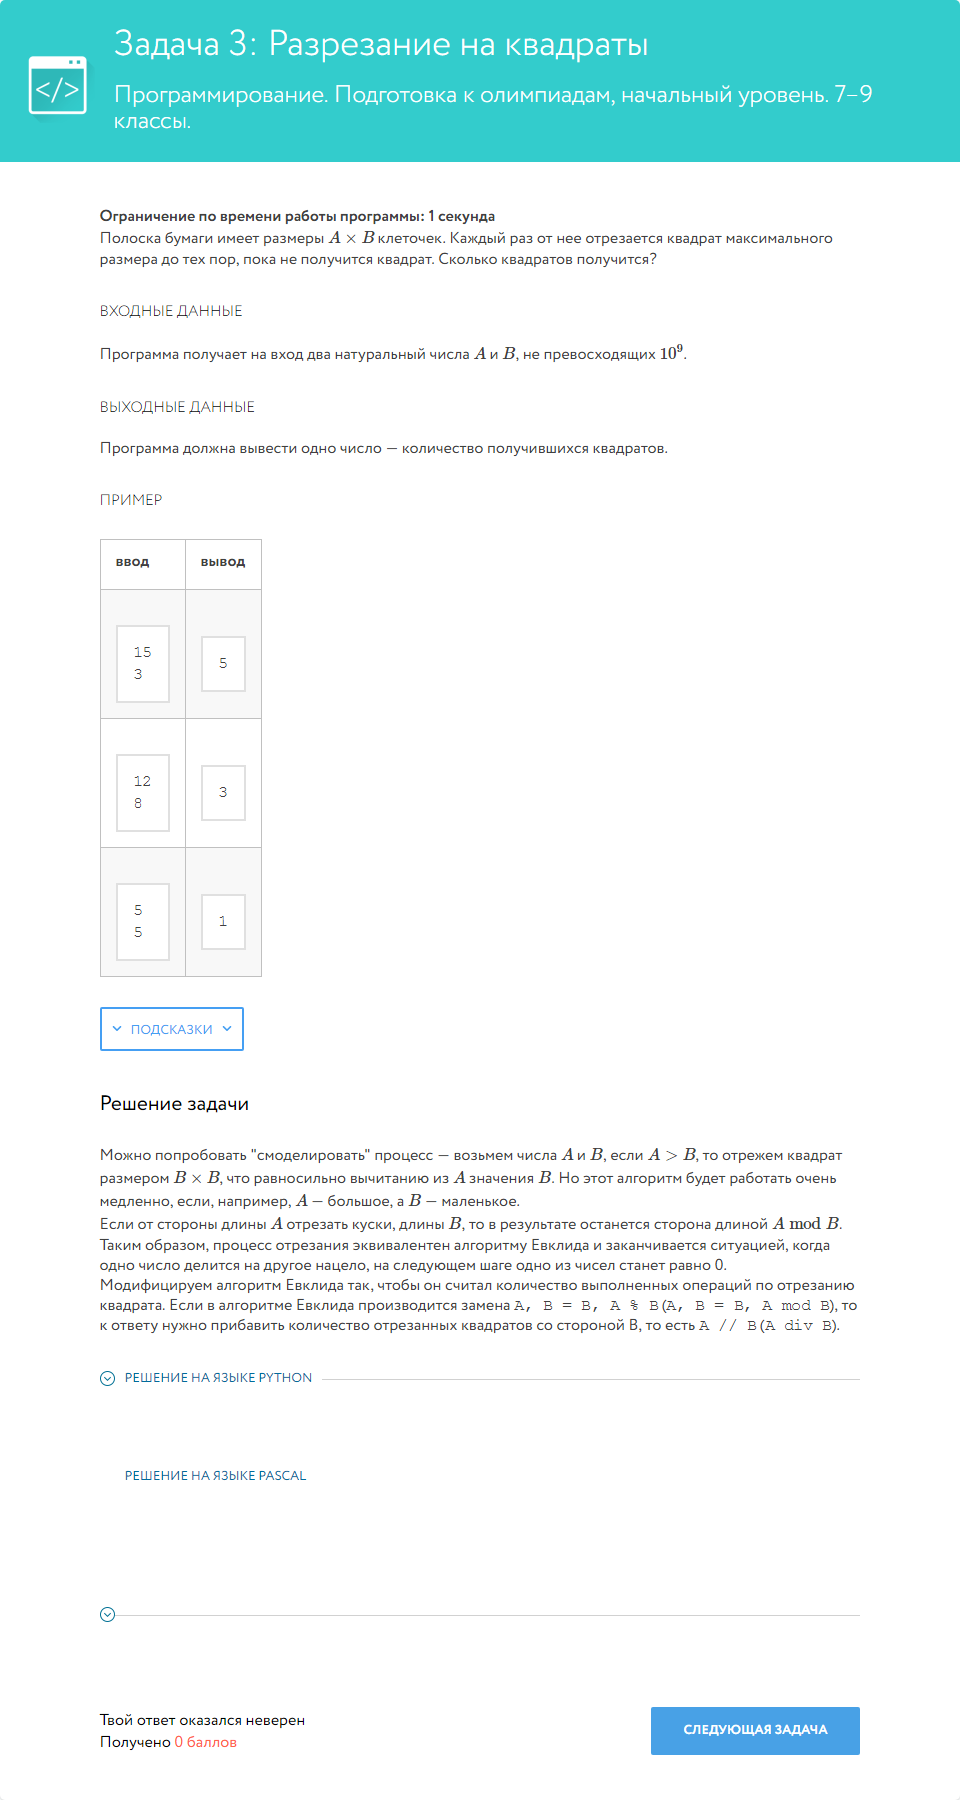 Задача 3: Разрезание на квадраты
</>
Программирование. Подготовка к олимпиадам, начальный уровень. 7–9
классы.
Ограничение по времени работы программы: 1 секунда
Полоска бумаги имеет размеры A × B клеточек. Каждый раз от нее отрезается квадрат максимального
размера до тех пор, пока не получится квадрат. Сколько квадратов получится?
ВХОДНЫЕ ДАННЫЕ
Программа получает на вход два натуральный числа A и B, не превосходящих 10⁹.
ВЫХОДНЫЕ ДАННЫЕ
Программа должна вывести одно число — количество получившихся квадратов.
ПРИМЕР
ввод вывод
15
3
5
12
8
3
5
5
1
ПОДСКАЗКИ
Решение задачи
Можно попробовать "смоделировать" процесс — возьмем числа A и B, если A > B, то отрежем квадрат
размером B × B, что равносильно вычитанию из A значения B. Но этот алгоритм будет работать очень
медленно, если, например, A — большое, а B — маленькое.
Если от стороны длины A отрезать куски, длины B, то в результате останется сторона длиной A mod B.
Таким образом, процесс отрезания эквивалентен алгоритму Евклида и заканчивается ситуацией, когда
одно число делится на другое нацело, на следующем шаге одно из чисел станет равно 0.
Модифицируем алгоритм Евклида так, чтобы он считал количество выполненных операций по отрезанию
квадрата. Если в алгоритме Евклида производится замена A, B = B, A % B (A, B = B, A mod B), то
к ответу нужно прибавить количество отрезанных квадратов со стороной B, то есть A // B (A div B).
РЕШЕНИЕ НА ЯЗЫКЕ PYTHON
РЕШЕНИЕ НА ЯЗЫКЕ PASCAL
Твой ответ оказался неверен
Получено 0 баллов
СЛЕДУЮЩАЯ ЗАДАЧА